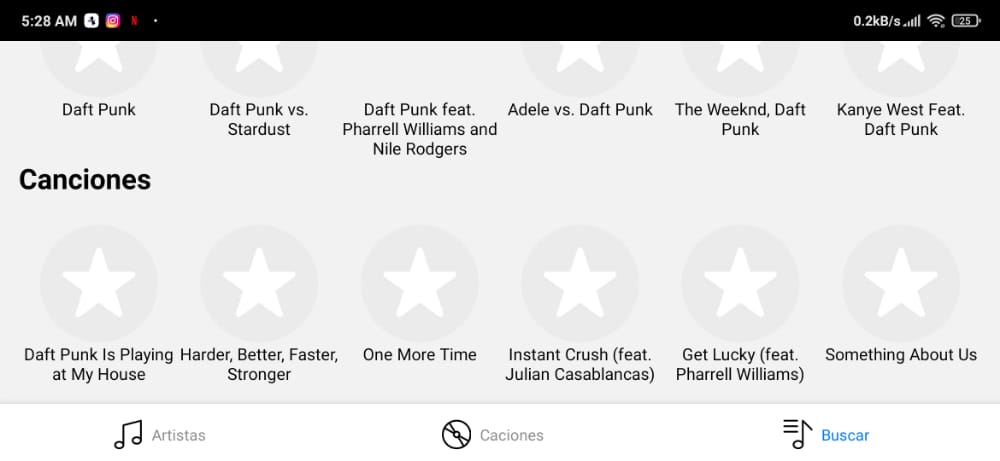 5:28 AM N 0.2kB/s 25
Daft Punk
Daft Punk vs.
Stardust
Daft Punk feat.
Pharrell Williams and
Nile Rodgers
Adele vs. Daft Punk
The Weeknd, Daft
Punk
Kanye West Feat.
Daft Punk
Canciones
Daft Punk Is Playing
at My House
Harder, Better, Faster,
Stronger
One More Time
Instant Crush (feat.
Julian Casablancas)
Get Lucky (feat.
Pharrell Williams)
Something About Us
Artistas
Caciones
Buscar